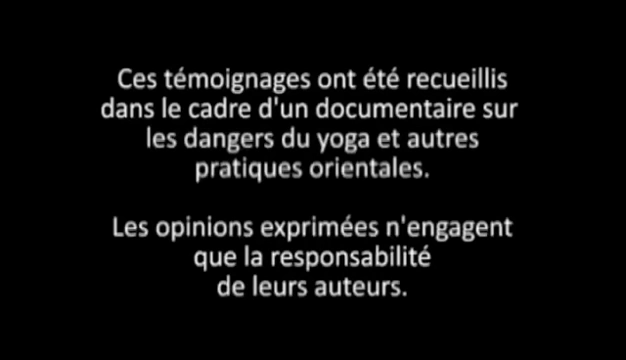 Ces témoignages ont été recueillis
dans le cadre d'un documentaire sur
les dangers du yoga et autres
pratiques orientales.
Les opinions exprimées n'engagent
que la responsabilité
de leurs auteurs.